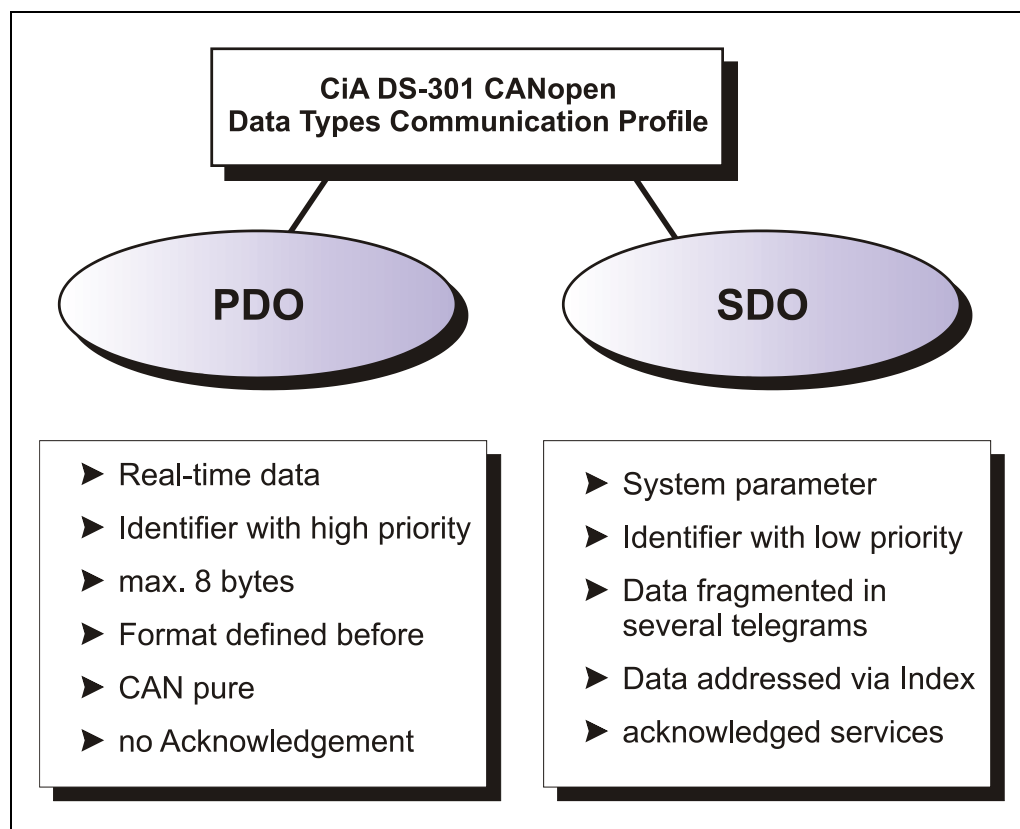 CiA DS-301 CANopen
Data Types Communication Profile
PDO
SDO
➤ Real-time data
➤ Identifier with high priority
➤ max. 8 bytes
➤ Format defined before
➤ CAN pure
➤ no Acknowledgement
➤ System parameter
➤ Identifier with low priority
➤ Data fragmented in
several telegrams
➤ Data addressed via Index
➤ acknowledged services